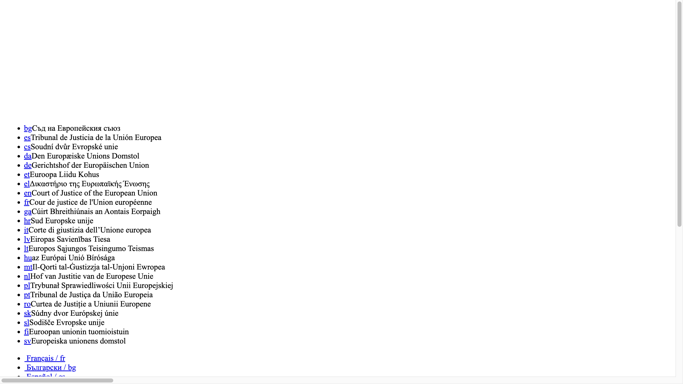 bgСъд на Европейския съюз
esTribunal de Justicia de la Unión Europea
csSoudní dvůr Evropské unie
daDen Europæiske Unions Domstol
deGerichtshof der Europäischen Union
etEuroopa Liidu Kohus
elΔικαστήριο της Ευρωπαϊκής Ένωσης
enCourt of Justice of the European Union
frCour de justice de l'Union européenne
gaCúirt Bhreithiúnais an Aontais Eorpaigh
hrSud Europske unije
itCorte di giustizia dell’Unione europea
lvEiropas Savienības Tiesa
ltEuropos Sąjungos Teisingumo Teismas
huaz Európai Unió Bírósága
mtIl-Qorti tal-Ġustizzja tal-Unjoni Ewropea
nlHof van Justitie van de Europese Unie
plTrybunał Sprawiedliwości Unii Europejskiej
ptTribunal de Justiça da União Europeia
roCurtea de Justiție a Uniunii Europene
skSúdny dvor Európskej únie
slSodišče Evropske unije
fiEuroopan unionin tuomioistuin
svEuropeiska unionens domstol
Français / fr
Български / bg
Español / es